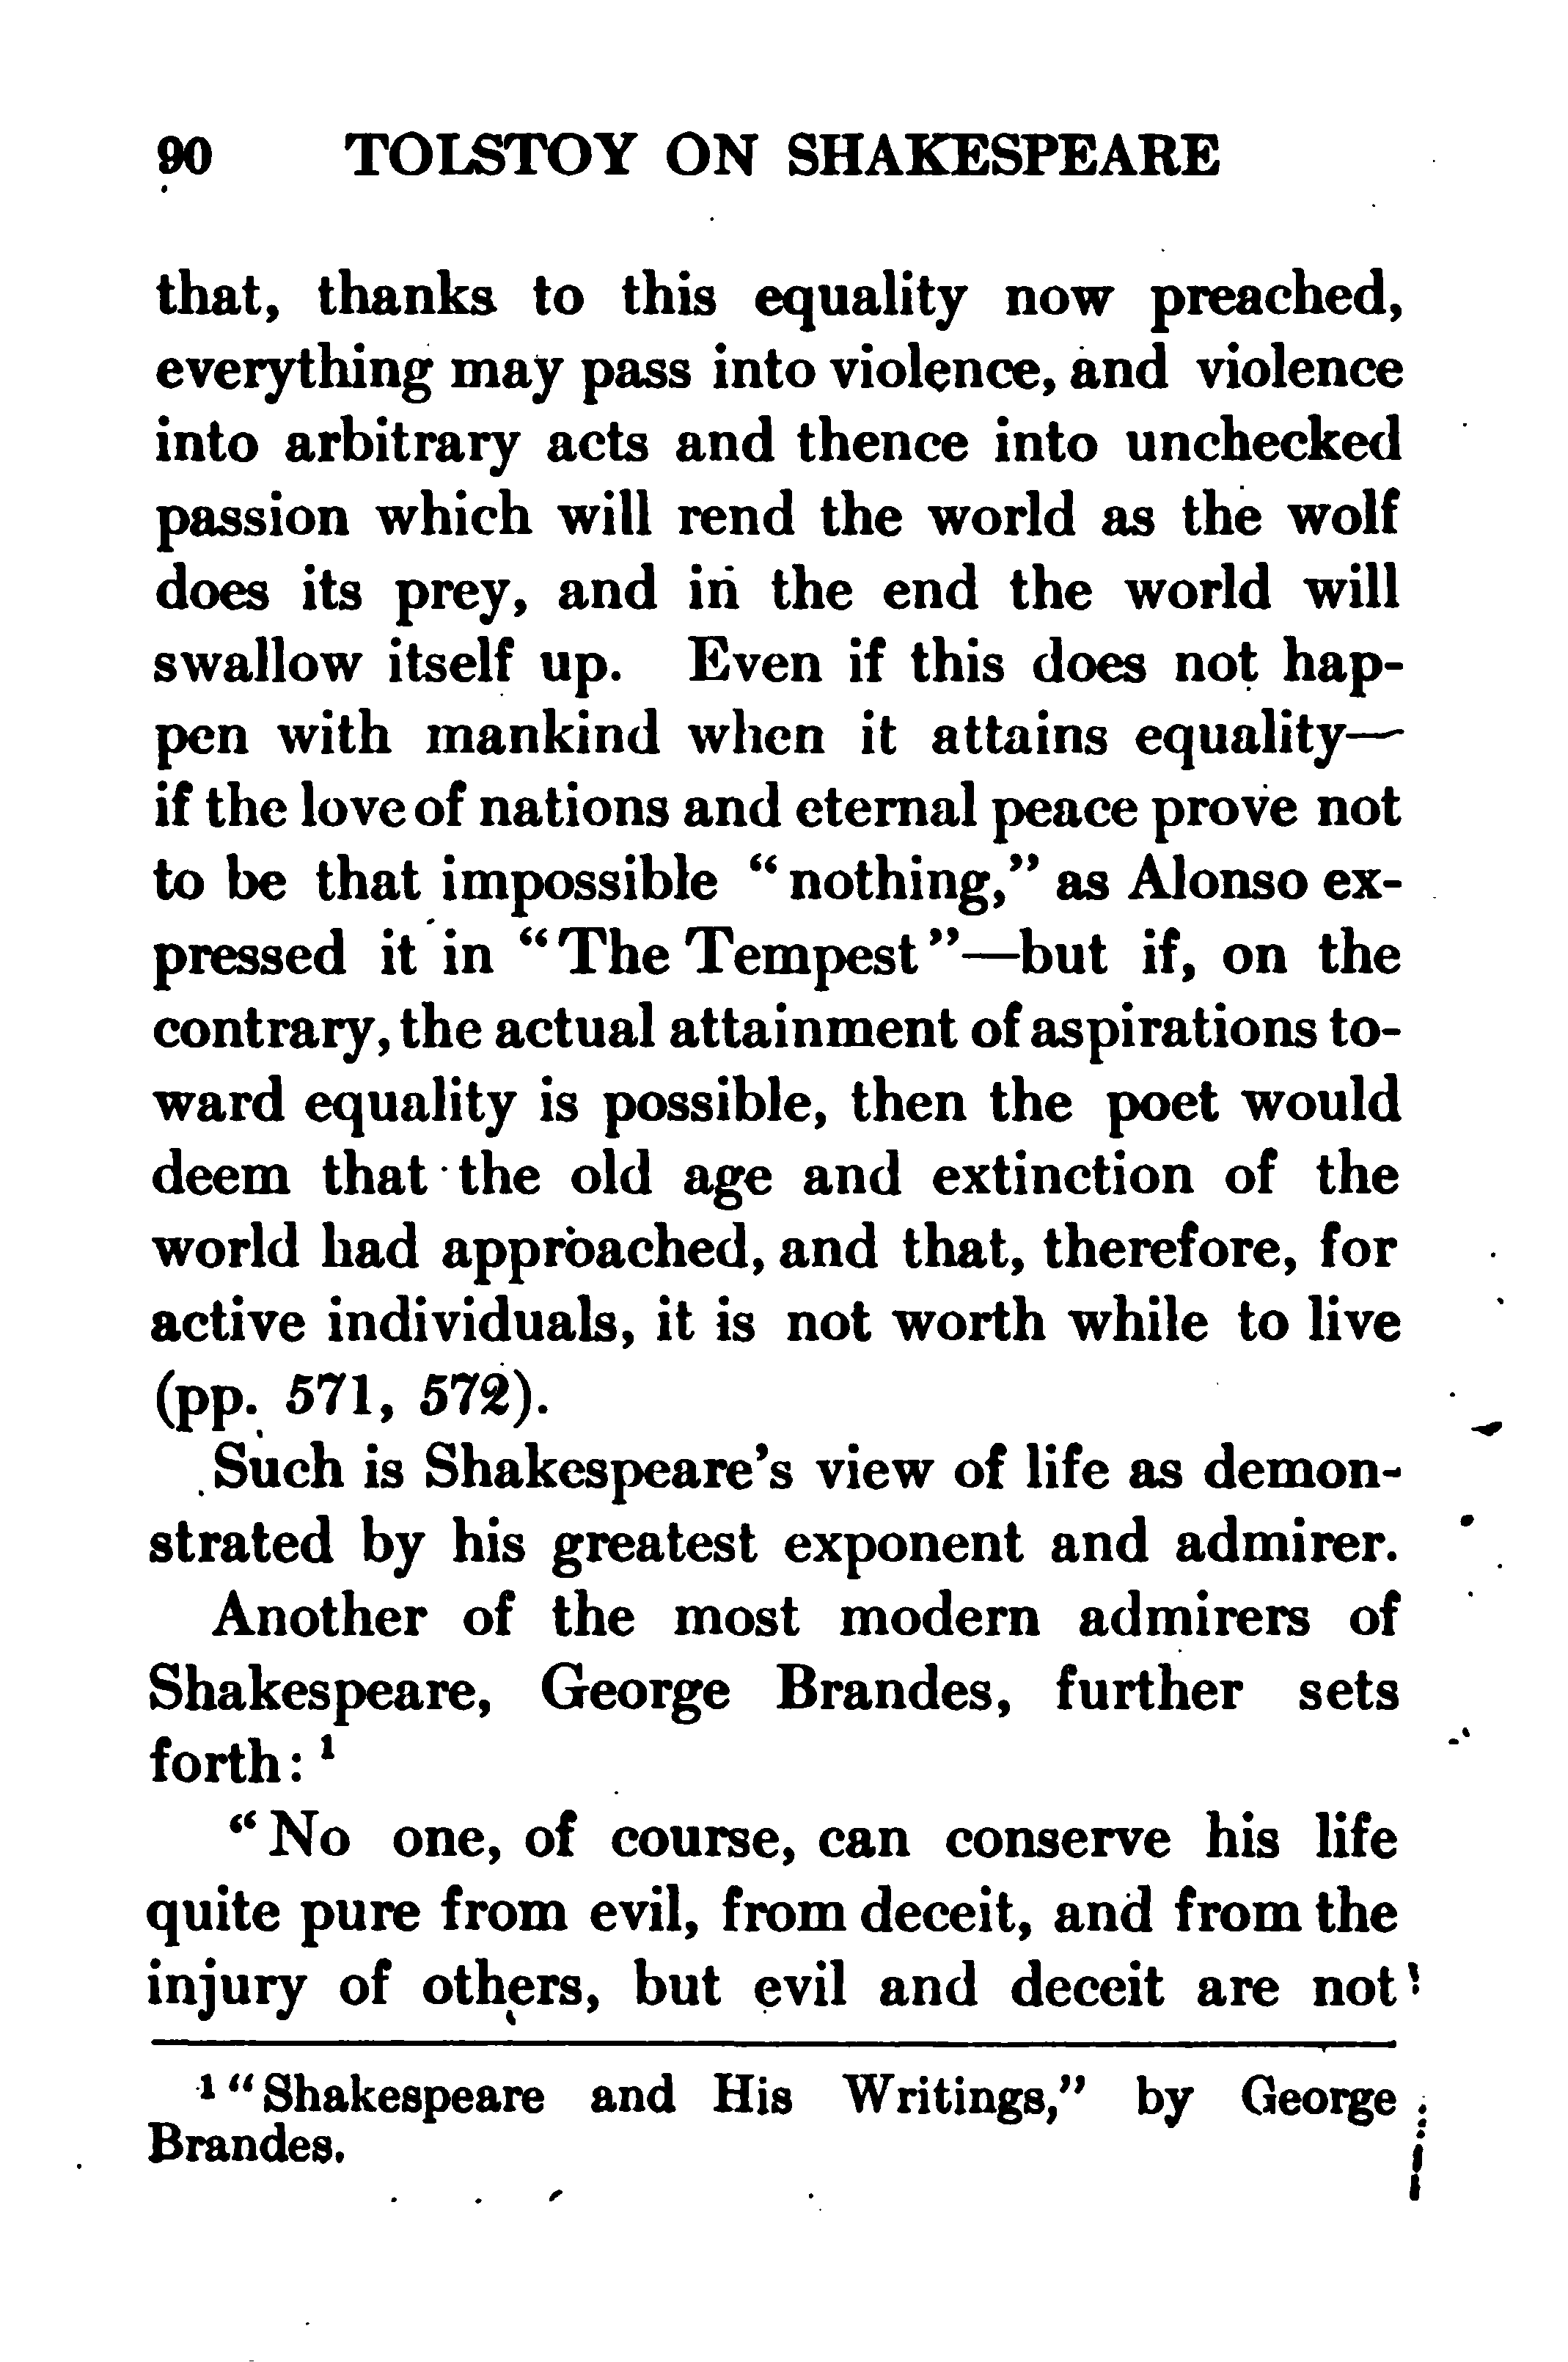 90 TOLSTOY ON SHAKESPEARE
that, thanks to this equality now preached,
everything may pass into violence, and violence
into arbitrary acts and thence into unchecked
passion which will rend the world as the wolf
does its prey, and in the end the world will
swallow itself up. Even if this does not hap-
pen with mankind when it attains equality—
if the love of nations and eternal peace prove not
to be that impossible “nothing,” as Alonso ex-
pressed it in “The Tempest”—but if, on the
contrary, the actual attainment of aspirations to-
ward equality is possible, then the poet would
deem that the old age and extinction of the
world had approached, and that, therefore, for
active individuals, it is not worth while to live
(pp. 571, 572).
Such is Shakespeare’s view of life as demon-
strated by his greatest exponent and admirer.
Another of the most modern admirers of
Shakespeare, George Brandes, further sets
forth: ¹
“No one, of course, can conserve his life
quite pure from evil, from deceit, and from the
injury of others, but evil and deceit are not
¹ “Shakespeare and His Writings,” by George
Brandes.